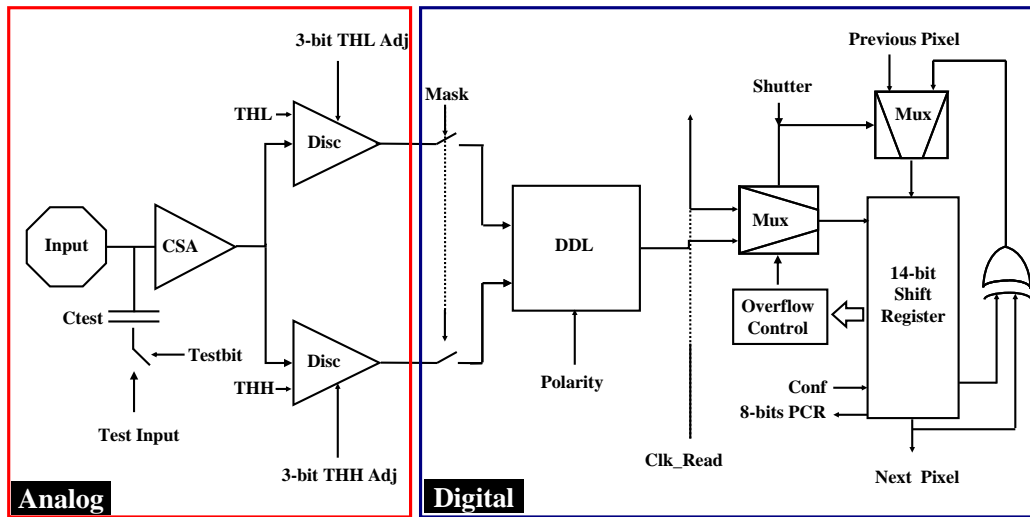 3-bit THL Adj
THL
Disc
Input
CSA
Ctest
Testbit
Test Input
Disc
THH
3-bit THH Adj
Analog
Mask
DDL
Polarity
Clk_Read
Previous Pixel
Shutter
Mux
Mux
14-bit
Shift
Register
Overflow
Control
Conf
8-bits PCR
Next Pixel
Digital